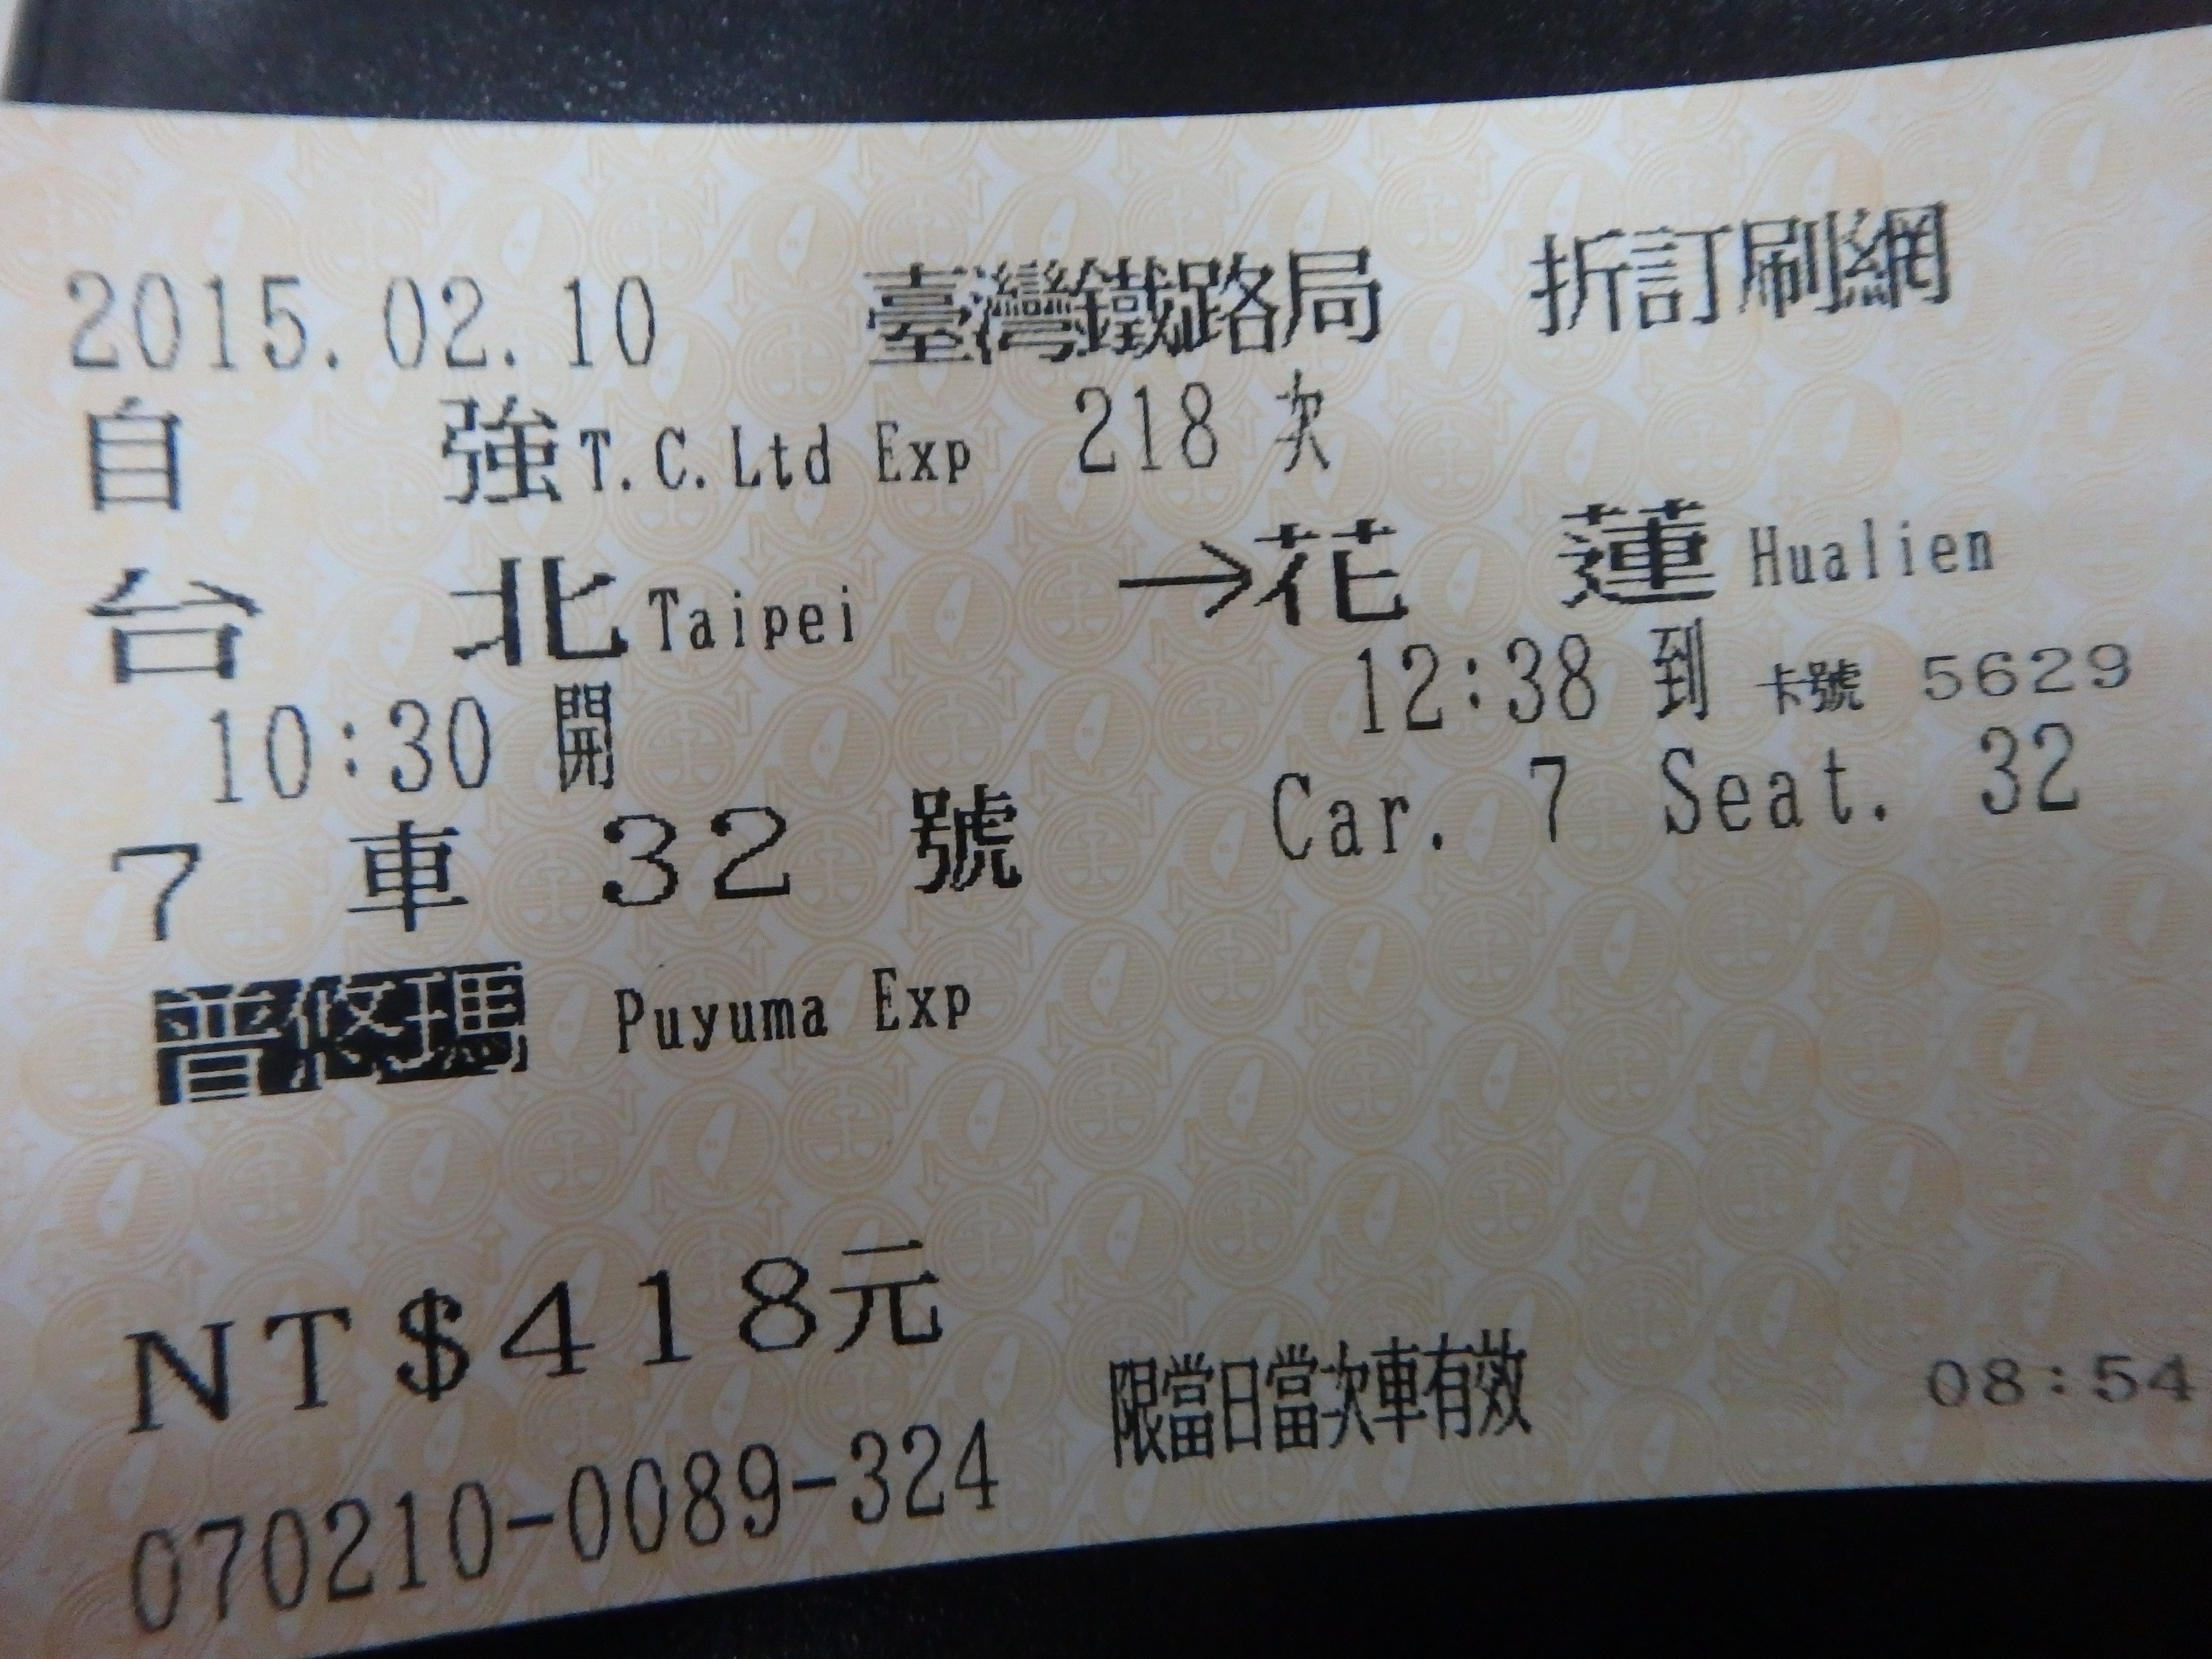 2015.02.10 臺灣鐵路局 折訂刷網
自 強 T.C.Ltd Exp 218 次
台 北 Taipei →花 蓮 Hualien
10:30 開 12:38 到 卡號 5629
7 車 32 號 Car. 7 Seat. 32
普悠瑪 Puyuma Exp
NT$418元
070210-0089-324 限當日當次車有效 08:54